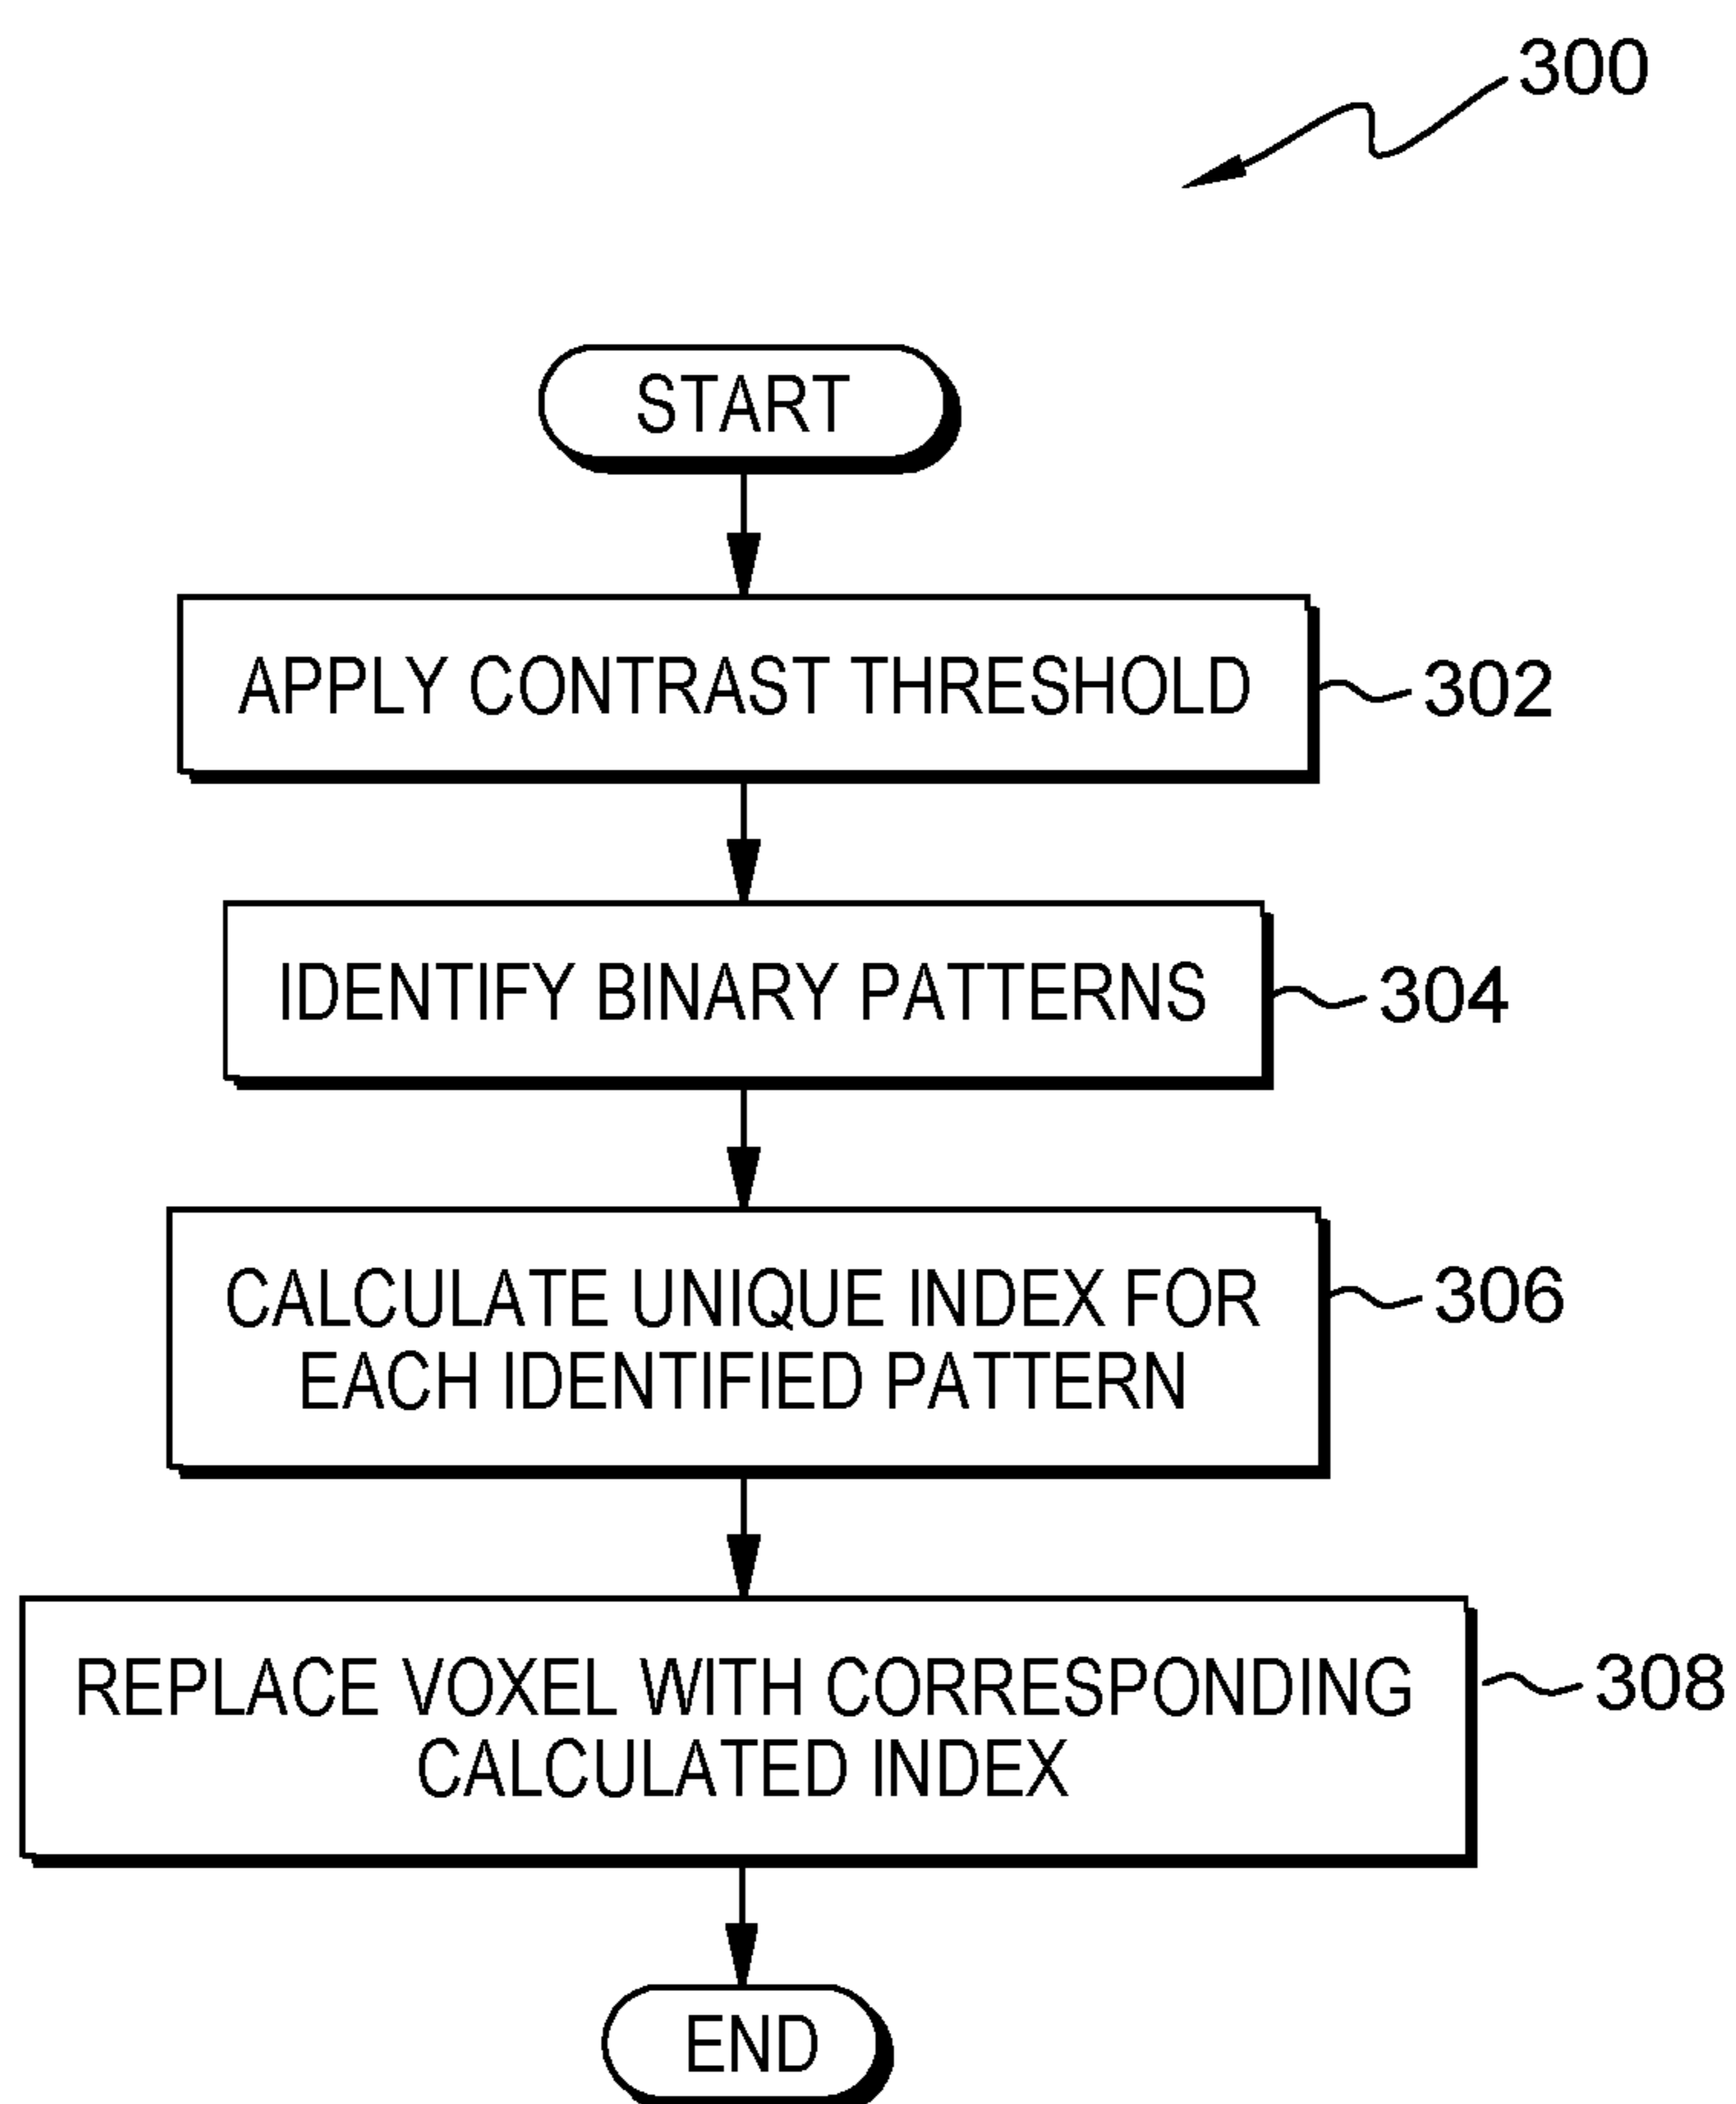 300
START
APPLY CONTRAST THRESHOLD
302
IDENTIFY BINARY PATTERNS
304
CALCULATE UNIQUE INDEX FOR
EACH IDENTIFIED PATTERN
306
REPLACE VOXEL WITH CORRESPONDING
CALCULATED INDEX
308
END